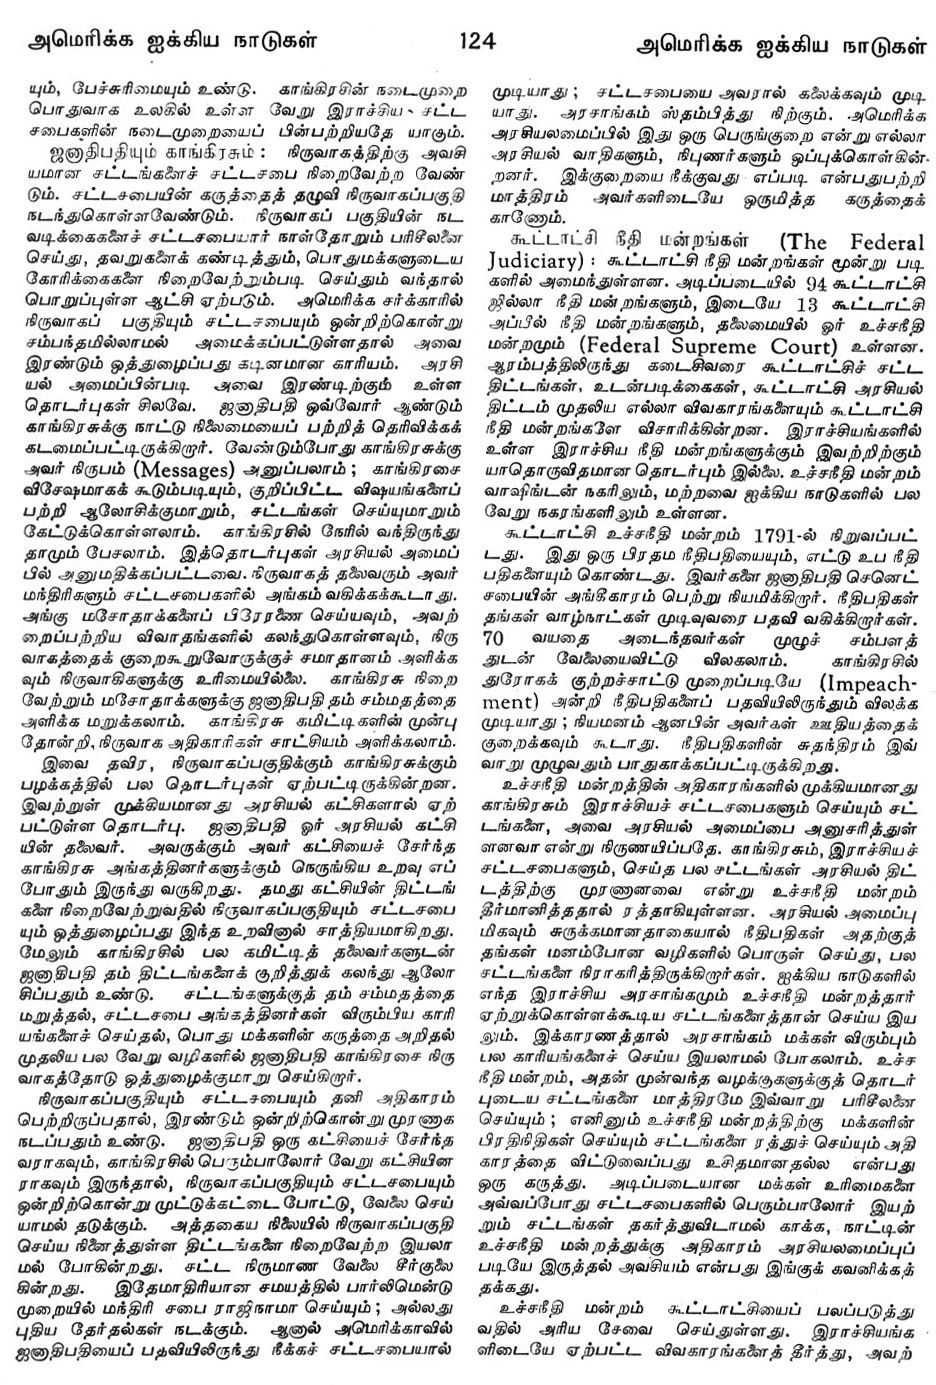 அமெரிக்க ஐக்கிய நாடுகள்
124
அமெரிக்க ஐக்கிய நாடுகள்
யும், பேச்சுரிமையும் உண்டு. காங்கிரசின் நடைமுறை
பொதுவாக உலகில் உள்ள வேறு இராச்சிய சட்ட
சபைகளின் நடைமுறையைப் பின்பற்றியதே யாகும்.
ஜனாதிபதியும் காங்கிரசும் : நிருவாகத்திற்கு அவசி
யமான சட்டங்களைச் சட்டசபை நிறைவேற்ற வேண்
டும். சட்டசபையின் கருத்தைத் தழுவி நிருவாகப்பகுதி
நடந்துகொள்ளவேண்டும். நிருவாகப் பகுதியின் நட
வடிக்கைகளைச் சட்டசபையார் நாள்தோறும் பரிசீலனை
செய்து, தவறுகளைக் கண்டித்தும், பொதுமக்களுடைய
கோரிக்கைகளை நிறைவேற்றும்படி செய்தும் வந்தால்
பொறுப்புள்ள ஆட்சி ஏற்படும். அமெரிக்க சர்க்காரில்
நிருவாகப் பகுதியும் சட்டசபையும் ஒன்றிற்கொன்று
சம்பந்தமில்லாமல் அமைக்கப்பட்டுள்ளதால் அவை
இரண்டும் ஒத்துழைப்பது கடினமான காரியம். அரசி
யல் அமைப்பின்படி அவை இரண்டிற்கும் உள்ள
தொடர்புகள் சிலவே. ஜனாதிபதி ஒவ்வோர் ஆண்டும்
காங்கிரசுக்கு நாட்டு நிலைமையைப் பற்றித் தெரிவிக்கக்
கடமைப்பட்டிருக்கிறார். வேண்டும்போது காங்கிரசுக்கு
அவர் நிருபம் (Messages) அனுப்பலாம் ; காங்கிரசை
விசேஷமாகக் கூடும்படியும், குறிப்பிட்ட விஷயங்களைப்
பற்றி ஆலோசிக்குமாறும், சட்டங்கள் செய்யுமாறும்
கேட்டுக்கொள்ளலாம். காங்கிரசில் நேரில் வந்திருந்து
தாமும் பேசலாம். இத்தொடர்புகள் அரசியல் அமைப்
பில் அனுமதிக்கப்பட்டவை. நிருவாகத் தலைவரும் அவர்
மந்திரிகளும் சட்டசபைகளில் அங்கம் வகிக்கக்கூடாது.
அங்கு மசோதாக்களைப் பிரேரணை செய்யவும், அவற்
றைப்பற்றிய விவாதங்களில் கலந்துகொள்ளவும், நிரு
வாகத்தைக் குறைகூறுவோருக்குச் சமாதானம் அளிக்க
வும் நிருவாகிகளுக்கு உரிமையில்லை. காங்கிரசு நிறை
வேற்றும் மசோதாக்களுக்கு ஜனாதிபதி தம் சம்மதத்தை
அளிக்க மறுக்கலாம். காங்கிரசு கமிட்டிகளின் முன்பு
தோன்றி, நிருவாக அதிகாரிகள் சாட்சியம் அளிக்கலாம்.
இவை தவிர, நிருவாகப்பகுதிக்கும் காங்கிரசுக்கும்
பழக்கத்தில் பல தொடர்புகள் ஏற்பட்டிருக்கின்றன.
இவற்றுள் முக்கியமானது அரசியல் கட்சிகளால் ஏற்
பட்டுள்ள தொடர்பு. ஜனாதிபதி ஓர் அரசியல் கட்சி
யின் தலைவர். அவருக்கும் அவர் கட்சியைச் சேர்ந்த
காங்கிரசு அங்கத்தினர்களுக்கும் நெருங்கிய உறவு எப்
போதும் இருந்து வருகிறது. தமது கட்சியின் திட்டங்
களை நிறைவேற்றுவதில் நிருவாகப்பகுதியும் சட்டசபை
யும் ஒத்துழைப்பது இந்த உறவினால் சாத்தியமாகிறது.
மேலும் காங்கிரசில் பல கமிட்டித் தலைவர்களுடன்
ஜனாதிபதி தம் திட்டங்களைக் குறித்துக் கலந்து ஆலோ
சிப்பதும் உண்டு. சட்டங்களுக்குத் தம் சம்மதத்தை
மறுத்தல், சட்டசபை அங்கத்தினர்கள் விரும்பிய காரி
யங்களைச் செய்தல், பொது மக்களின் கருத்தை அறிதல்
முதலிய பல வேறு வழிகளில் ஜனாதிபதி காங்கிரசை நிரு
வாகத்தோடு ஒத்துழைக்குமாறு செய்கிறார்.
நிருவாகப்பகுதியும் சட்டசபையும் தனி அதிகாரம்
பெற்றிருப்பதால், இரண்டும் ஒன்றிற்கொன்று முரணாக
நடப்பதும் உண்டு. ஜனாதிபதி ஒரு கட்சியைச் சேர்ந்த
வராகவும், காங்கிரசில் பெரும்பாலோர் வேறு கட்சியின
ராகவும் இருந்தால், நிருவாகப்பகுதியும் சட்டசபையும்
ஒன்றிற்கொன்று முட்டுக்கட்டை போட்டு, வேலை செய்
யாமல் தடுக்கும். அத்தகைய நிலையில் நிருவாகப்பகுதி
செய்ய நினைத்துள்ள திட்டங்களை நிறைவேற்ற இயலா
மல் போகின்றது. சட்ட நிருமாண வேலை சீர்குலை
கின்றது. இதேமாதிரியான சமயத்தில் பார்லிமெண்டு
முறையில் மந்திரி சபை ராஜிநாமா செய்யும் ; அல்லது
புதிய தேர்தல்கள் நடக்கும். ஆனால் அமெரிக்காவில்
ஜனாதிபதியைப் பதவியிலிருந்து நீக்கச் சட்டசபையால்
முடியாது ; சட்டசபையை அவரால் கலைக்கவும் முடி
யாது. அரசாங்கம் ஸ்தம்பித்து நிற்கும். அமெரிக்க
அரசியலமைப்பில் இது ஒரு பெருங்குறை என்று எல்லா
அரசியல் வாதிகளும், நிபுணர்களும் ஒப்புக்கொள்கின்
றனர். இக்குறையை நீக்குவது எப்படி என்பதுபற்றி
மாத்திரம் அவர்களிடையே ஒருமித்த கருத்தைக்
காணோம்.
கூட்டாட்சி நீதி மன்றங்கள் (The Federal
Judiciary) : கூட்டாட்சி நீதி மன்றங்கள் மூன்று படி
களில் அமைந்துள்ளன. அடிப்படையில் 94 கூட்டாட்சி
ஜில்லா நீதி மன்றங்களும், இடையே 13 கூட்டாட்சி
அப்பீல் நீதி மன்றங்களும், தலைமையில் ஓர் உச்சநீதி
மன்றமும் (Federal Supreme Court) உள்ளன.
ஆரம்பத்திலிருந்து கடைசிவரை கூட்டாட்சிச் சட்ட
திட்டங்கள், உடன்படிக்கைகள், கூட்டாட்சி அரசியல்
திட்டம் முதலிய எல்லா விவகாரங்களையும் கூட்டாட்சி
நீதி மன்றங்களே விசாரிக்கின்றன. இராச்சியங்களில்
உள்ள இராச்சிய நீதி மன்றங்களுக்கும் இவற்றிற்கும்
யாதொருவிதமான தொடர்பும் இல்லை. உச்சநீதி மன்றம்
வாஷிங்டன் நகரிலும், மற்றவை ஐக்கிய நாடுகளில் பல
வேறு நகரங்களிலும் உள்ளன.
கூட்டாட்சி உச்சநீதி மன்றம் 1791-ல் நிறுவப்பட்
டது. இது ஒரு பிரதம நீதிபதியையும், எட்டு உப நீதி
பதிகளையும் கொண்டது. இவர்களை ஜனாதிபதி செனெட்
சபையின் அங்கீகாரம் பெற்று நியமிக்கிறார். நீதிபதிகள்
தங்கள் வாழ்நாட்கள் முடிவுவரை பதவி வகிக்கிறார்கள்.
70 வயதை அடைந்தவர்கள் முழுச் சம்பளத்
துடன் வேலையைவிட்டு விலகலாம். காங்கிரசில்
துரோகக் குற்றச்சாட்டு முறைப்படியே (Impeach-
ment) அன்றி நீதிபதிகளைப் பதவியிலிருந்தும் விலக்க
முடியாது ; நியமனம் ஆனபின் அவர்கள் ஊதியத்தைக்
குறைக்கவும் கூடாது. நீதிபதிகளின் சுதந்திரம் இவ்
வாறு முழுவதும் பாதுகாக்கப்பட்டிருக்கிறது.
உச்சநீதி மன்றத்தின் அதிகாரங்களில் முக்கியமானது
காங்கிரசும் இராச்சியச் சட்டசபைகளும் செய்யும் சட்
டங்களை, அவை அரசியல் அமைப்பை அனுசரித்துள்
ளனவா என்று நிருணயிப்பதே. காங்கிரசும், இராச்சியச்
சட்டசபைகளும், செய்த பல சட்டங்கள் அரசியல் திட்
டத்திற்கு முரணானவை என்று உச்சநீதி மன்றம்
தீர்மானித்ததால் ரத்தாகியுள்ளன. அரசியல் அமைப்பு
மிகவும் சுருக்கமானதாகையால் நீதிபதிகள் அதற்குத்
தங்கள் மனம்போன வழிகளில் பொருள் செய்து, பல
சட்டங்களை நிராகரித்திருக்கிறார்கள். ஐக்கிய நாடுகளில்
எந்த இராச்சிய அரசாங்கமும் உச்சநீதி மன்றத்தார்
ஏற்றுக்கொள்ளக்கூடிய சட்டங்களைத்தான் செய்ய இய
லும். இக்காரணத்தால் அரசாங்கம் மக்கள் விரும்பும்
பல காரியங்களைச் செய்ய இயலாமல் போகலாம். உச்ச
நீதி மன்றம், அதன் முன்வந்த வழக்குகளுக்குத் தொடர்
புடைய சட்டங்களை மாத்திரமே இவ்வாறு பரிசீலனை
செய்யும் ; எனினும் உச்சநீதி மன்றத்திற்கு மக்களின்
பிரதிநிதிகள் செய்யும் சட்டங்களை ரத்துச் செய்யும் அதி
காரத்தை விட்டுவைப்பது உசிதமானதல்ல என்பது
ஒரு கருத்து. அடிப்படையான மக்கள் உரிமைகளை
அவ்வப்போது சட்டசபைகளில் பெரும்பாலோர் இயற்
றும் சட்டங்கள் தகர்த்துவிடாமல் காக்க, நாட்டின்
உச்சநீதி மன்றத்துக்கு அதிகாரம் அரசியலமைப்புப்
படியே இருத்தல் அவசியம் என்பது இங்குக் கவனிக்கத்
தக்கது.
உச்சநீதி மன்றம் கூட்டாட்சியைப் பலப்படுத்து
வதில் அரிய சேவை செய்துள்ளது. இராச்சியங்க
ளிடையே ஏற்பட்ட விவகாரங்களைத் தீர்த்து, அவற்